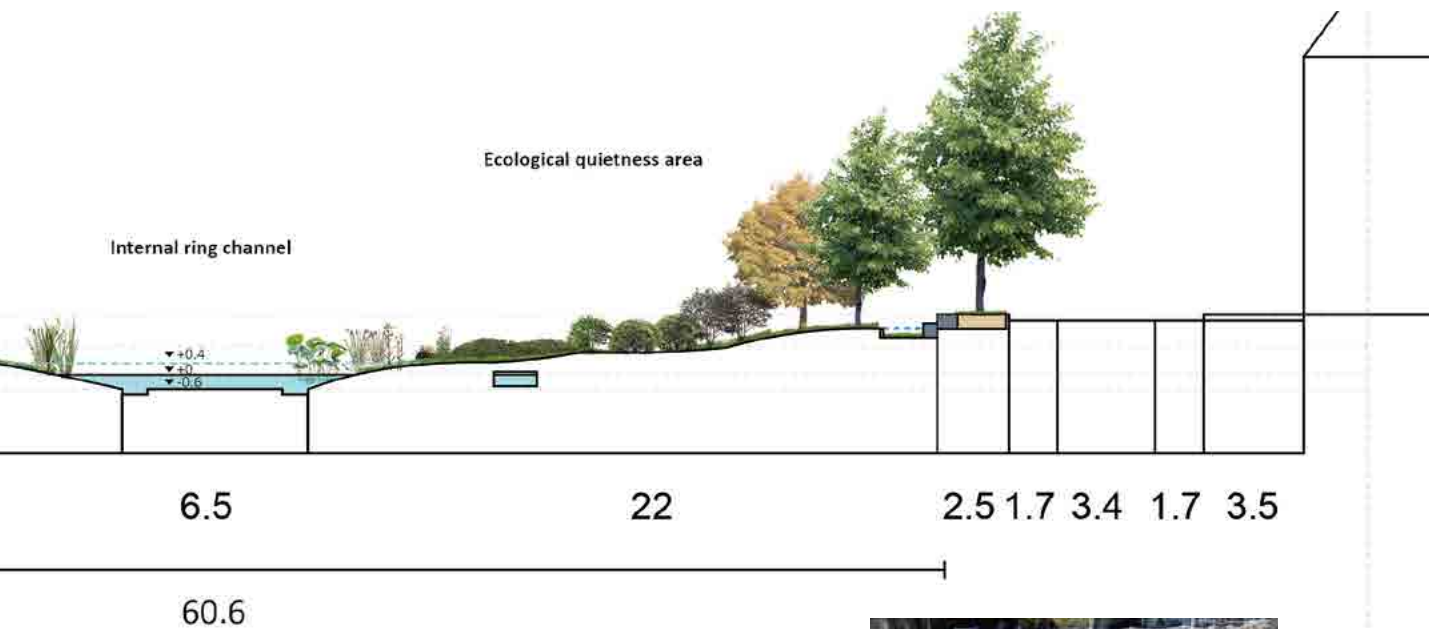 Ecological quietness area
Internal ring channel
▼+0.4
▼+0
▼-0.6
6.5 22 2.5 1.7 3.4 1.7 3.5
60.6